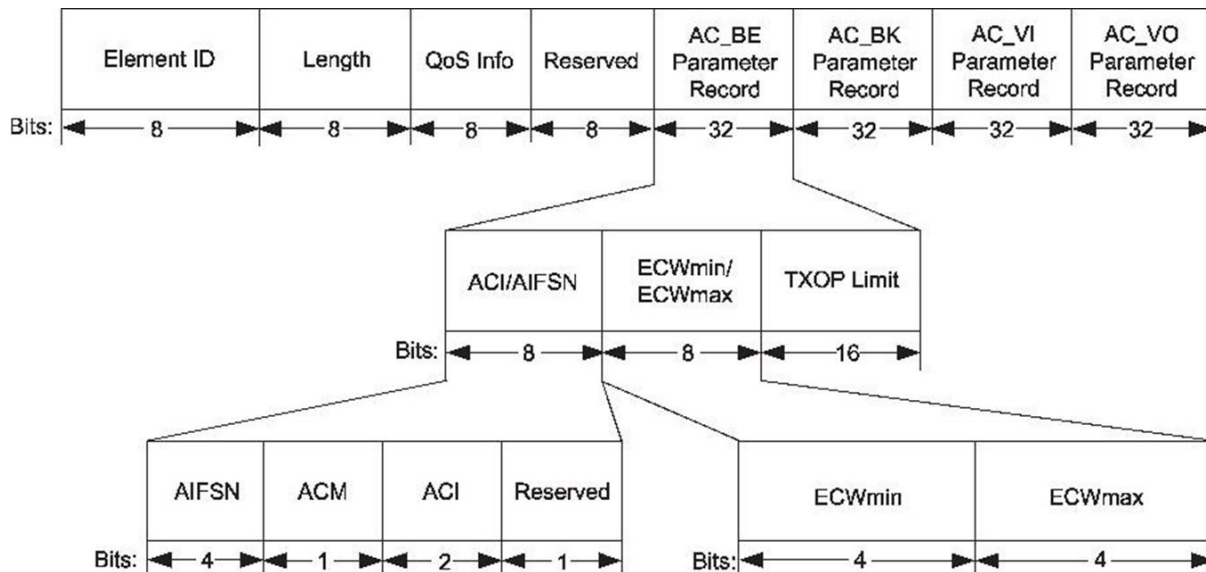 Element ID
Length
QoS Info
Reserved
AC_BE
Parameter
Record
AC_BK
Parameter
Record
AC_VI
Parameter
Record
AC_VO
Parameter
Record
Bits: 8 8 8 8 32 32 32 32
ACI/AIFSN
ECWmin/
ECWmax
TXOP Limit
Bits: 8 8 16
AIFSN
ACM
ACI
Reserved
Bits: 4 1 2 1
ECWmin
ECWmax
Bits: 4 4